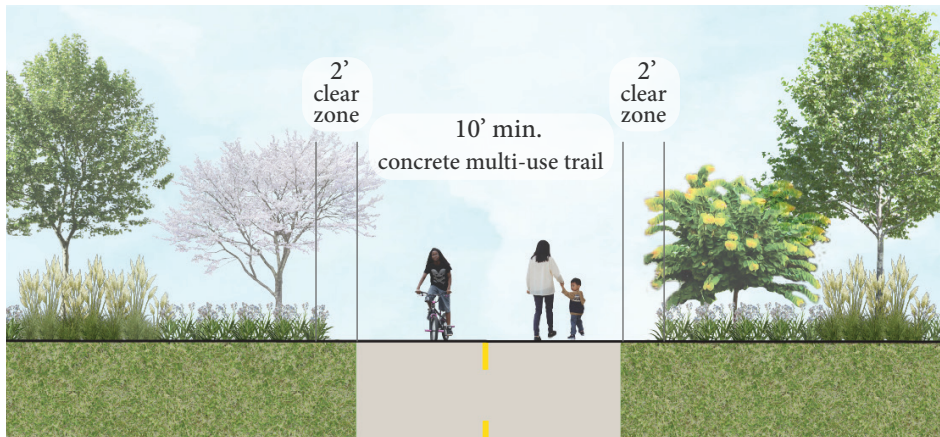 2’
clear
zone
10’ min.
concrete multi-use trail
2’
clear
zone